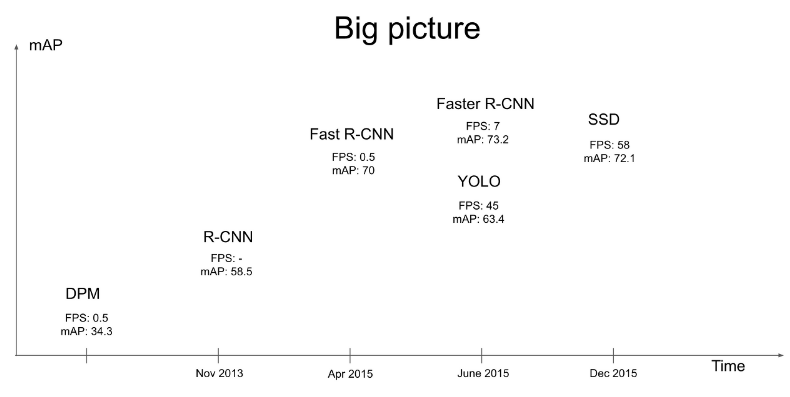 Big picture
mAP
Faster R-CNN
FPS: 7
mAP: 73.2
SSD
FPS: 58
mAP: 72.1
Fast R-CNN
FPS: 0.5
mAP: 70
YOLO
FPS: 45
mAP: 63.4
R-CNN
FPS: -
mAP: 58.5
DPM
FPS: 0.5
mAP: 34.3
Nov 2013
Apr 2015
June 2015
Dec 2015
Time